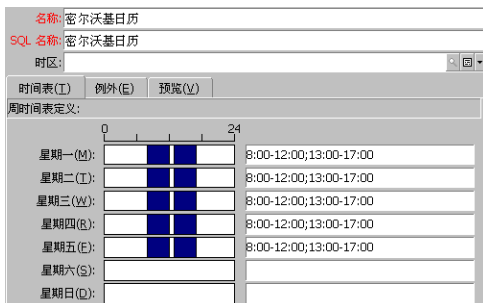 名称: 密尔沃基日历
SQL 名称: 密尔沃基日历
时区:
时间表(T) 例外(E) 预览(V)
周时间表定义:
0 24
星期一(M): 8:00-12:00;13:00-17:00
星期二(T): 8:00-12:00;13:00-17:00
星期三(W): 8:00-12:00;13:00-17:00
星期四(R): 8:00-12:00;13:00-17:00
星期五(F): 8:00-12:00;13:00-17:00
星期六(S):
星期日(D):